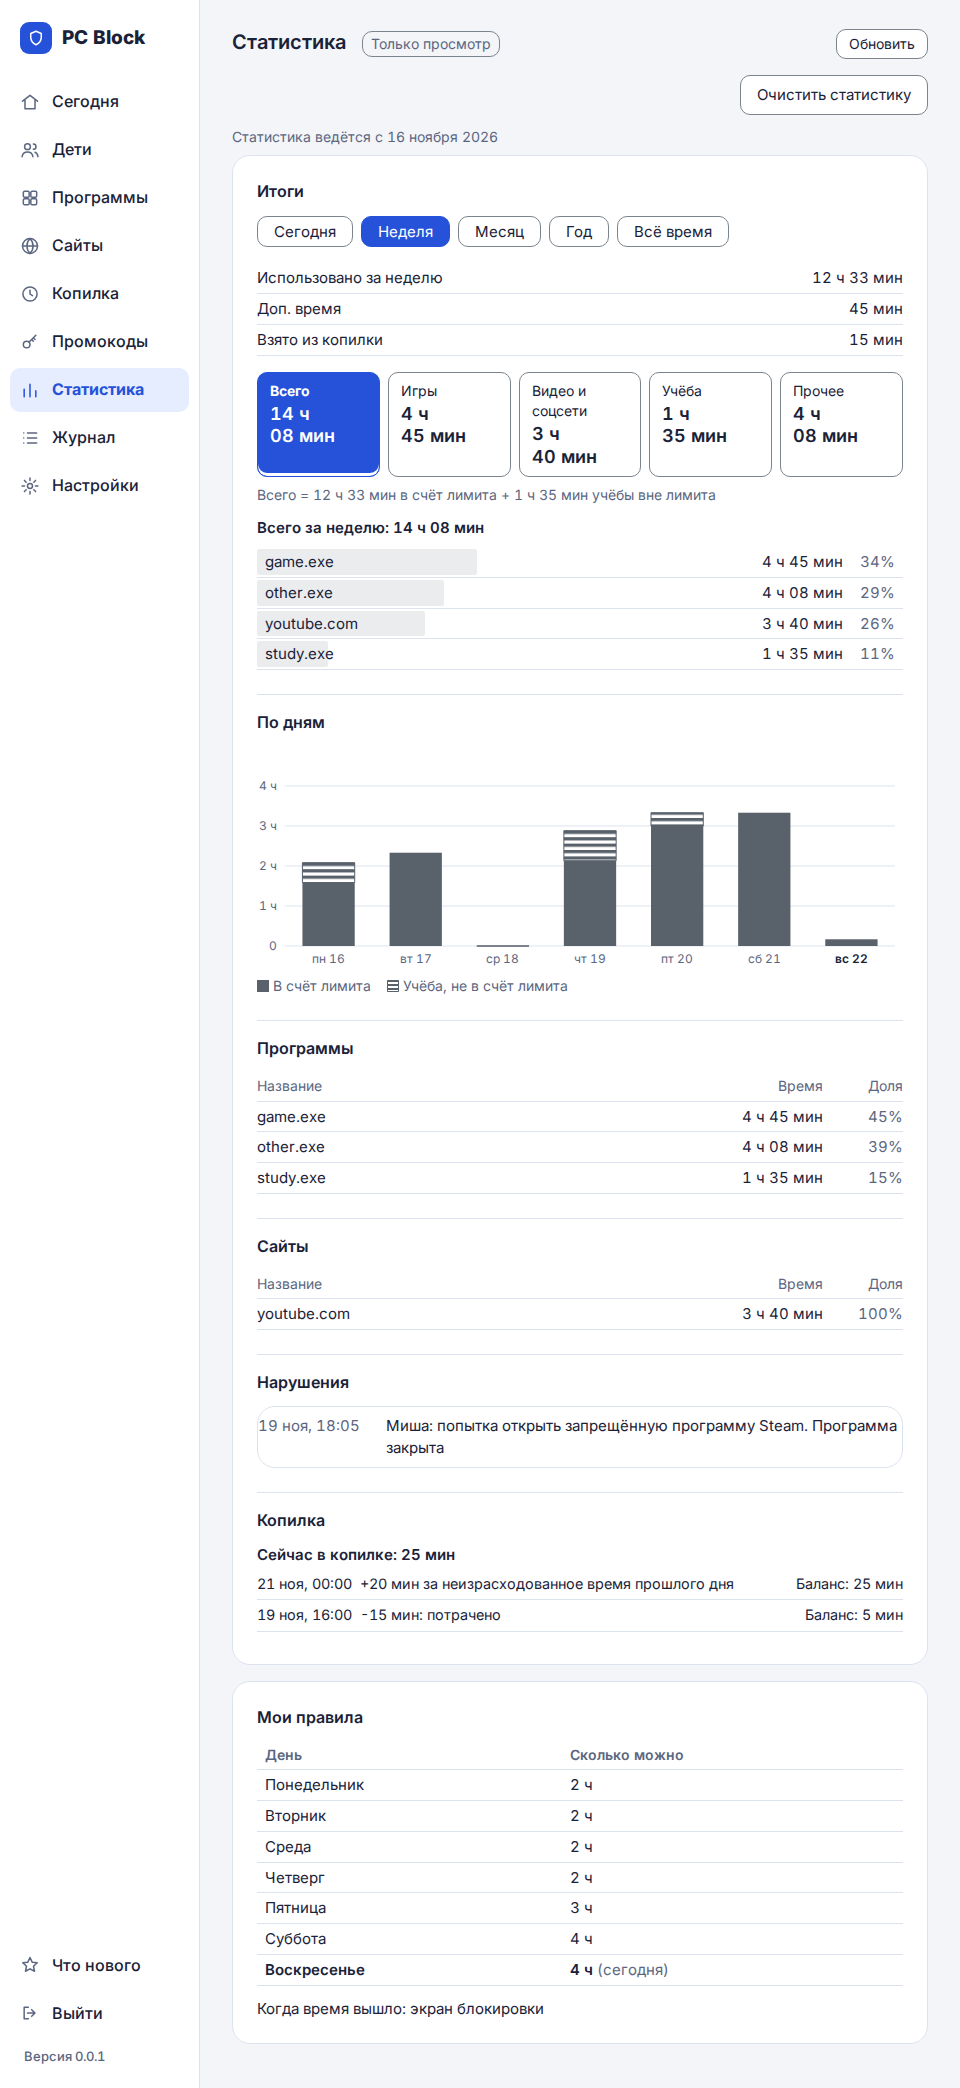 PC Block
Сегодня
Дети
Программы
Сайты
Копилка
Промокоды
Статистика
Журнал
Настройки
Что нового
Выйти
Версия 0.0.1
Статистика Только просмотр Обновить
Очистить статистику
Статистика ведётся с 16 ноября 2026
Итоги
Сегодня Неделя Месяц Год Всё время
Использовано за неделю 12 ч 33 мин
Доп. время 45 мин
Взято из копилки 15 мин
Всего
14 ч
08 мин
Игры
4 ч
45 мин
Видео и
соцсети
3 ч
40 мин
Учёба
1 ч
35 мин
Прочее
4 ч
08 мин
Всего = 12 ч 33 мин в счёт лимита + 1 ч 35 мин учёбы вне лимита
Всего за неделю: 14 ч 08 мин
game.exe 4 ч 45 мин 34%
other.exe 4 ч 08 мин 29%
youtube.com 3 ч 40 мин 26%
study.exe 1 ч 35 мин 11%
По дням
4 ч
3 ч
2 ч
1 ч
0
пн 16 вт 17 ср 18 чт 19 пт 20 сб 21 вс 22
В счёт лимита Учёба, не в счёт лимита
Программы
Название Время Доля
game.exe 4 ч 45 мин 45%
other.exe 4 ч 08 мин 39%
study.exe 1 ч 35 мин 15%
Сайты
Название Время Доля
youtube.com 3 ч 40 мин 100%
Нарушения
19 ноя, 18:05 Миша: попытка открыть запрещённую программу Steam. Программа
закрыта
Копилка
Сейчас в копилке: 25 мин
21 ноя, 00:00 +20 мин за неизрасходованное время прошлого дня Баланс: 25 мин
19 ноя, 16:00 -15 мин: потрачено Баланс: 5 мин
Мои правила
День Сколько можно
Понедельник 2 ч
Вторник 2 ч
Среда 2 ч
Четверг 2 ч
Пятница 3 ч
Суббота 4 ч
Воскресенье 4 ч (сегодня)
Когда время вышло: экран блокировки